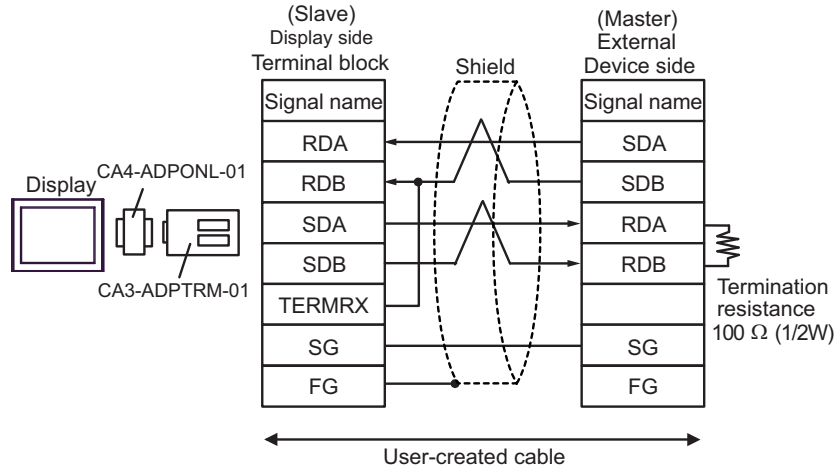 (Slave)
Display side
Terminal block
Shield
(Master)
External
Device side
Signal name
Signal name
RDA
SDA
RDB
SDB
SDA
RDA
SDB
RDB
TERMRX
SG
SG
FG
FG
CA4-ADPONL-01
Display
CA3-ADPTRM-01
Termination
resistance
100 Ω (1/2W)
User-created cable